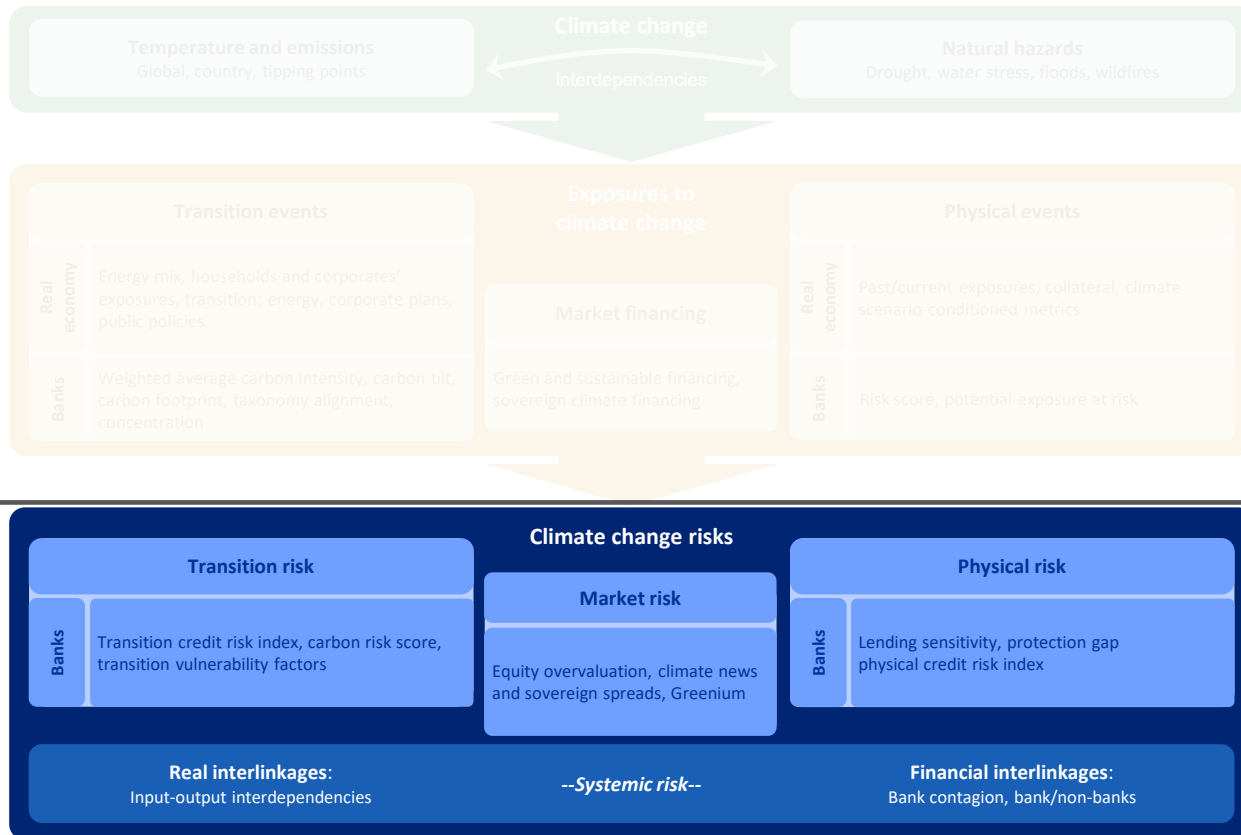 Climate change
Temperature and emissions
Global, country, tipping points
Interdependencies
Natural hazards
Drought, water stress, floods, wildfires
Exposures to
climate change
Transition events
Real
economy
Energy mix, households and corporates'
exposures, transition: energy, corporate plans,
public policies
Banks
Weighted average carbon intensity, carbon tilt,
carbon footprint, taxonomy alignment,
concentration
Market financing
Green and sustainable financing,
sovereign climate financing
Physical events
Real
economy
Past/current exposures, collateral, climate
scenario-conditioned metrics
Banks
Risk score, potential exposure at risk
Climate change risks
Transition risk
Banks
Transition credit risk index, carbon risk score,
transition vulnerability factors
Market risk
Equity overvaluation, climate news
and sovereign spreads, Greenium
Physical risk
Banks
Lending sensitivity, protection gap
physical credit risk index
Real interlinkages:
Input-output interdependencies
--Systemic risk--
Financial interlinkages:
Bank contagion, bank/non-banks